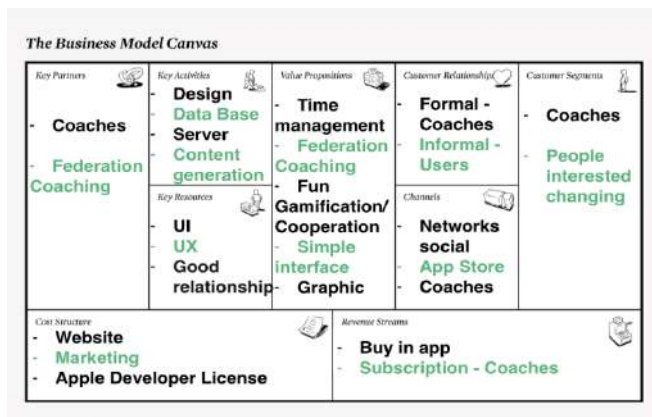 The Business Model Canvas
Key Partners
- Coaches
- Federation
Coaching
Key Activities
- Design
- Data Base
- Server
- Content
generation
Key Resources
- UI
- UX
- Good
relationship
Value Propositions
- Time
management
- Federation
Coaching
- Fun
Gamification/
Cooperation
- Simple
interface
- Graphic
Customer Relationship
- Formal -
Coaches
- Informal -
Users
Channels
- Networks
social
- App Store
- Coaches
Customer Segments
- Coaches
- People
interested
changing
Cost Structure
- Website
- Marketing
- Apple Developer License
Revenue Streams
- Buy in app
- Subscription - Coaches